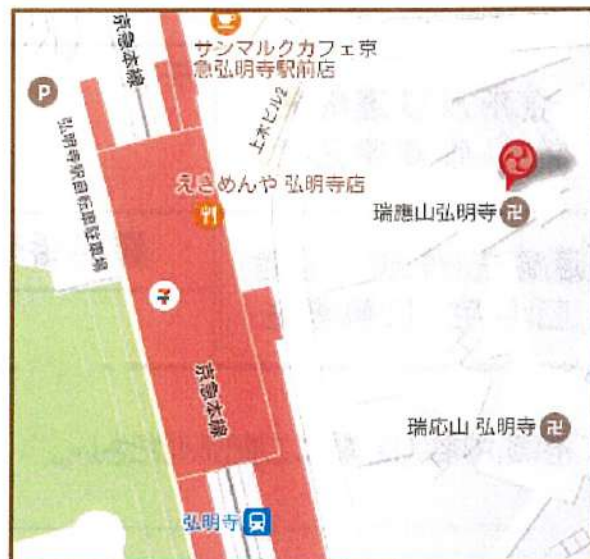 京急本線
サンマルクカフェ京
急弘明寺駅前店
P
上木ビル2
弘明寺駅自転車駐車場
えきめんや 弘明寺店
瑞應山弘明寺
京急本線
瑞応山 弘明寺
弘明寺